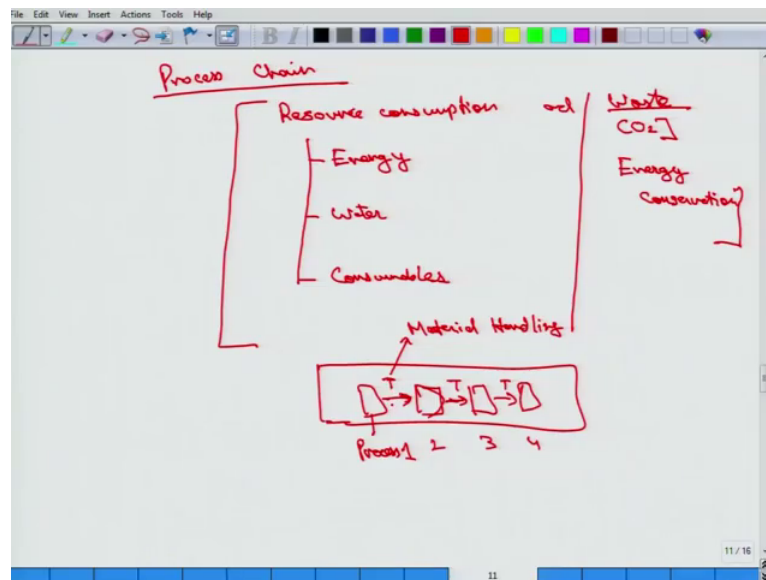 File Edit View Insert Actions Tools Help
B I
Process Chain
Resource consumption ad Waste
CO2
Energy Energy
Conservation
Water
Consumables
Material Handling
T T T
Process 1 2 3 4
11 / 16
11